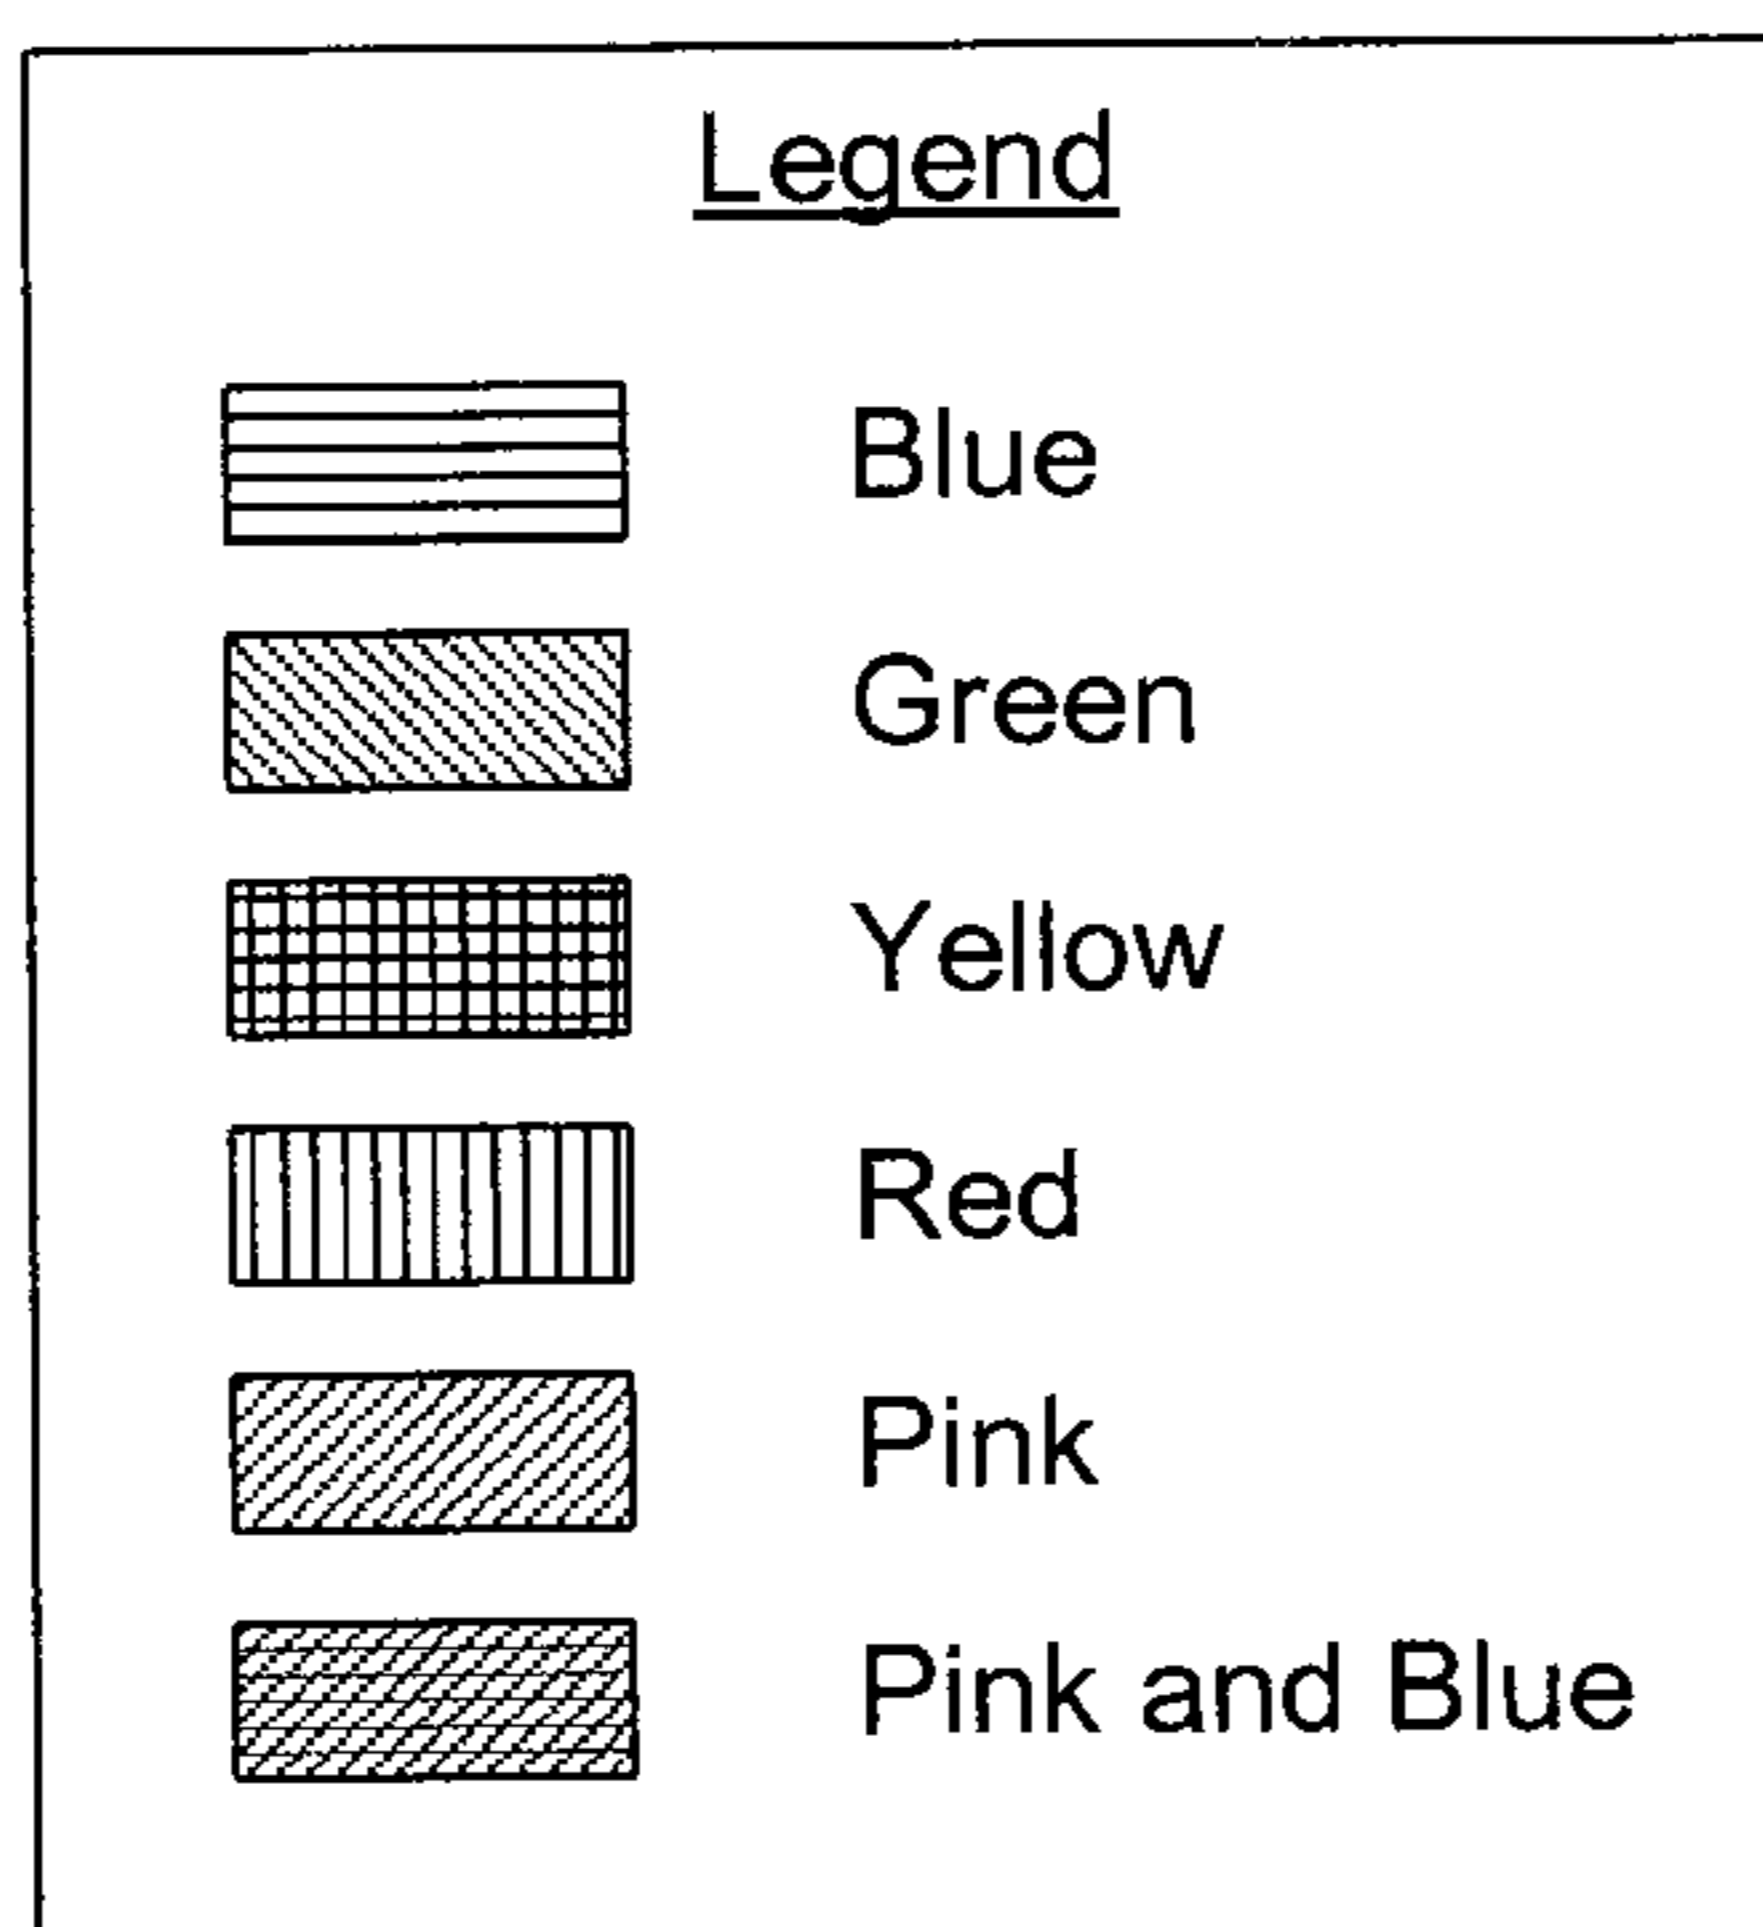 Legend
Blue
Green
Yellow
Red
Pink
Pink and Blue